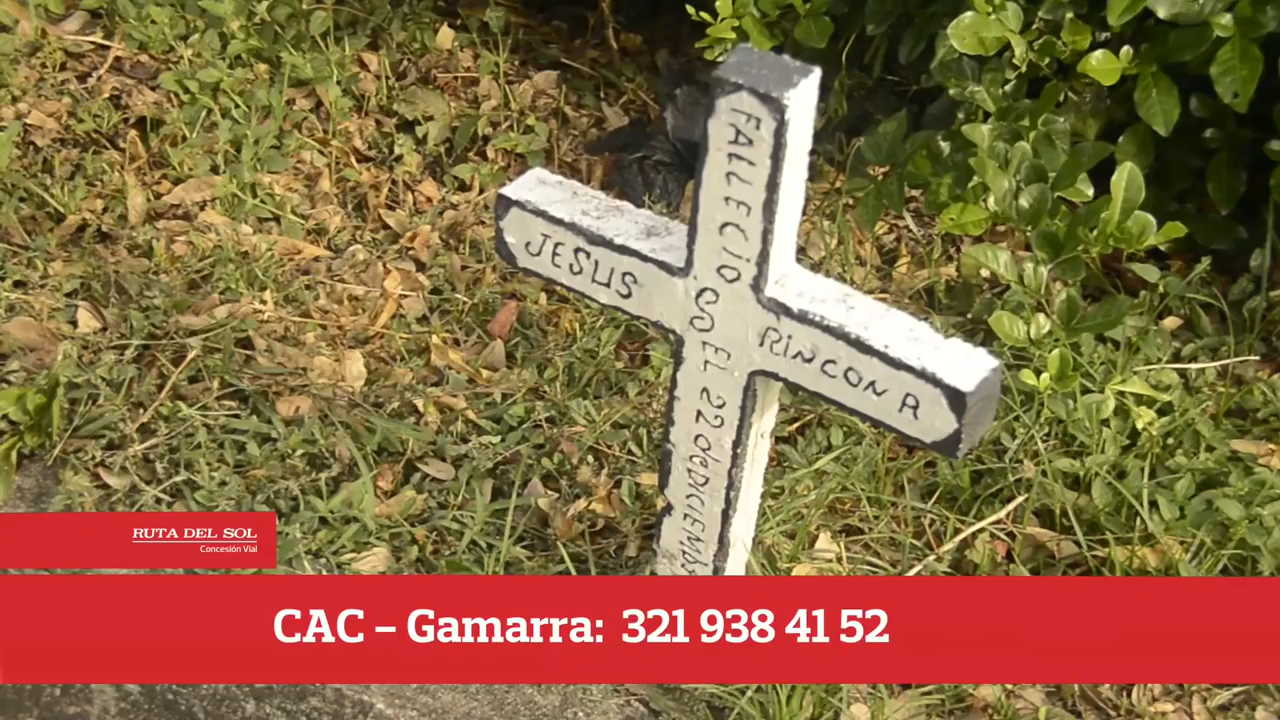 FALLECIO
JESUS
RINCON R
S EL 22 de DICIEMB
RUTA DEL SOL
Concesión Vial
CAC – Gamarra: 321 938 41 52